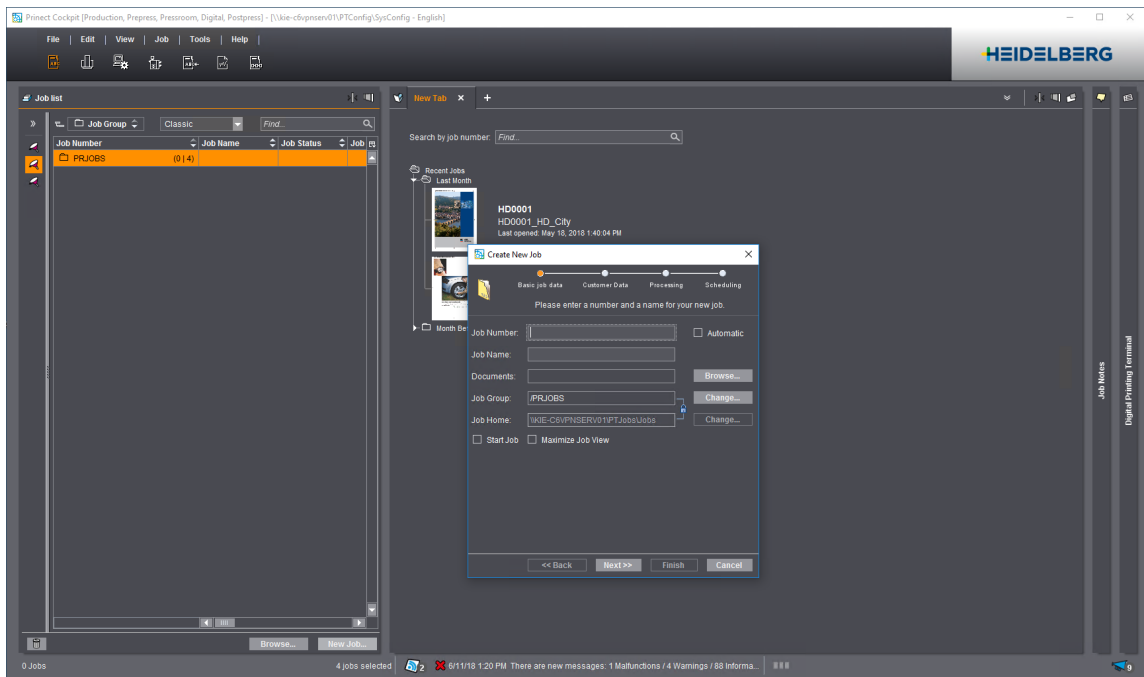 Prinect Cockpit [Production, Prepress, Pressroom, Digital, Postpress] - [\\kie-c6vpnserv01\PTConfig\SysConfig - English]
File | Edit | View | Job | Tools | Help |
HEIDELBERG
Job list
New Tab
Job Group
Classic
Find...
Job Number Job Name Job Status Job
PRJOBS (0 | 4)
Search by job number: Find...
Recent Jobs
Last Month
HD0001
HD0001_HD_City
Last opened: May 18, 2018 1:40:04 PM
Month Be
Create New Job
Basic job data Customer Data Processing Scheduling
Please enter a number and a name for your new job.
Job Number: Automatic
Job Name:
Documents: Browse...
Job Group: /PRJOBS Change...
Job Home: \\KIE-C6VPNSERV01\PTJobs\Jobs Change...
Start Job Maximize Job View
<< Back Next >> Finish Cancel
Job Notes
Digital Printing Terminal
Browse... New Job...
0 Jobs 4 jobs selected 2 6/11/18 1:20 PM There are new messages: 1 Malfunctions / 4 Warnings / 88 Informa... 9